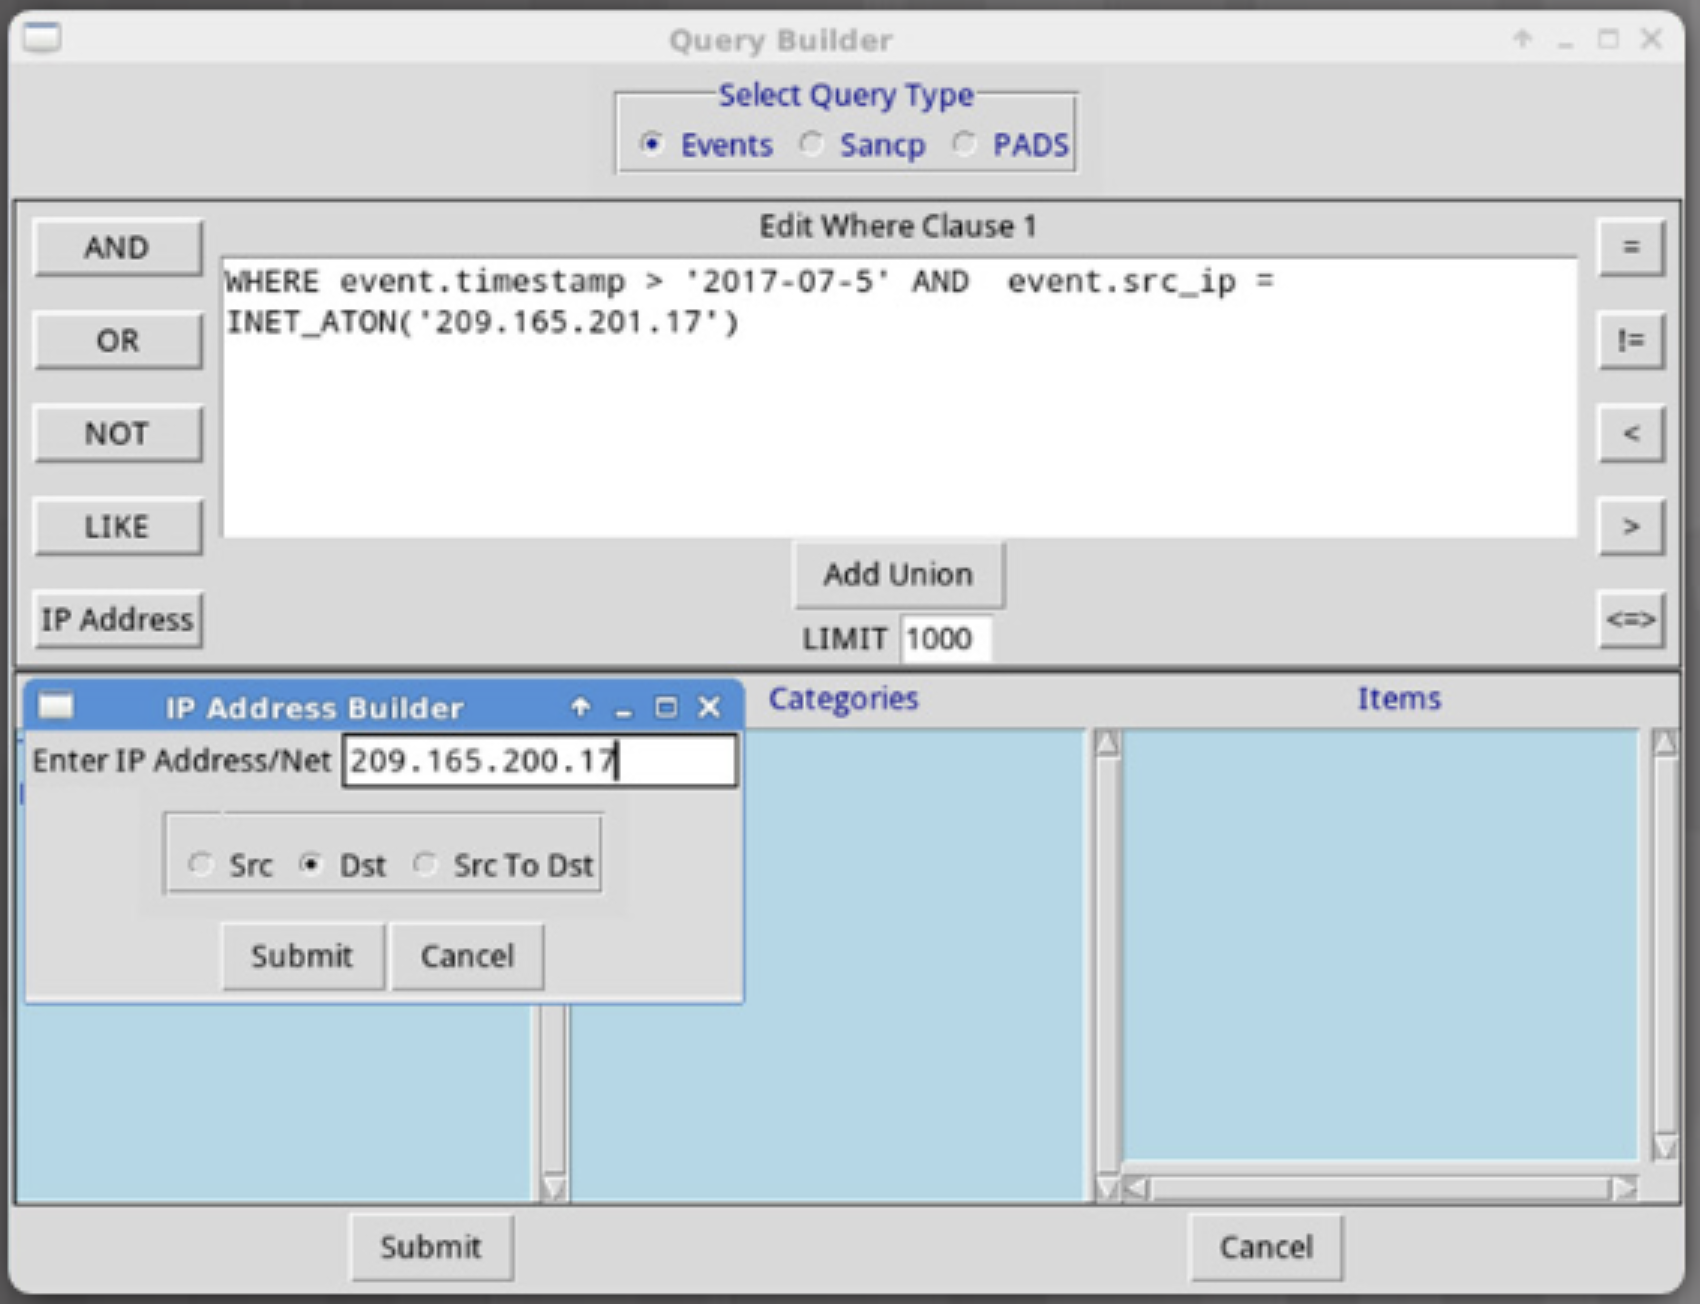 Query Builder
Select Query Type
Events Sancp PADS
Edit Where Clause 1
AND
OR
NOT
LIKE
IP Address
WHERE event.timestamp > '2017-07-5' AND  event.src_ip =
INET_ATON('209.165.201.17')
=
!=
<
>
<=>
Add Union
LIMIT 1000
IP Address Builder
Enter IP Address/Net 209.165.200.17
Src Dst Src To Dst
Submit Cancel
Categories
Items
Submit Cancel